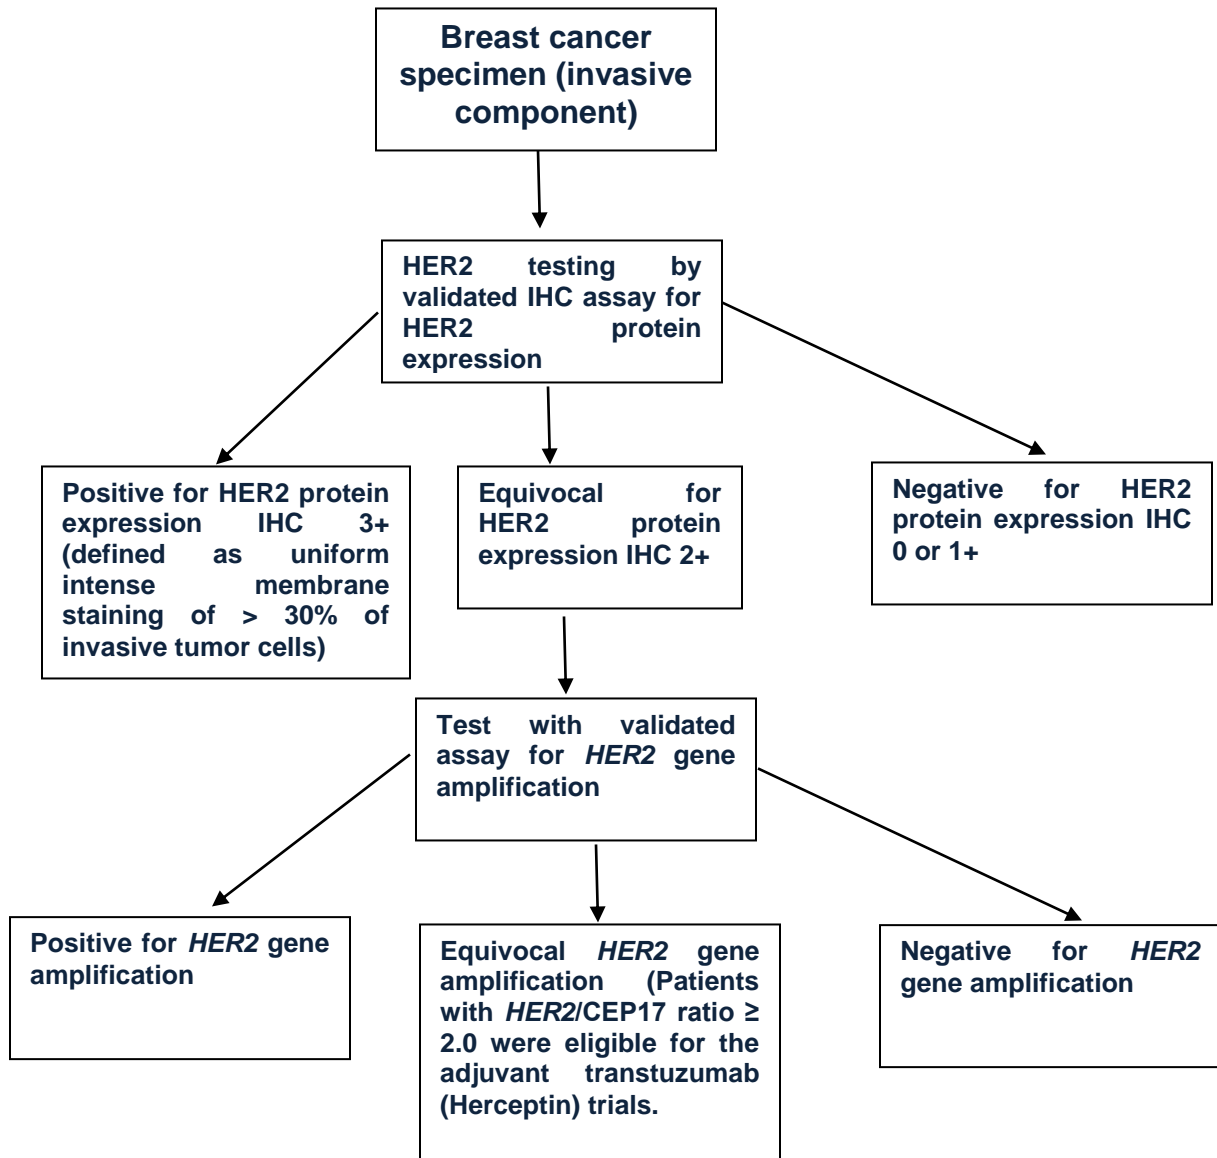 Breast cancer
specimen (invasive
component)
HER2 testing by
validated IHC assay for
HER2 protein
expression
Positive for HER2 protein
expression IHC 3+
(defined as uniform
intense membrane
staining of > 30% of
invasive tumor cells)
Equivocal for
HER2 protein
expression IHC 2+
Negative for HER2
protein expression IHC
0 or 1+
Test with validated
assay for HER2 gene
amplification
Positive for HER2 gene
amplification
Equivocal HER2 gene
amplification (Patients
with HER2/CEP17 ratio ≥
2.0 were eligible for the
adjuvant transtuzumab
(Herceptin) trials.
Negative for HER2
gene amplification